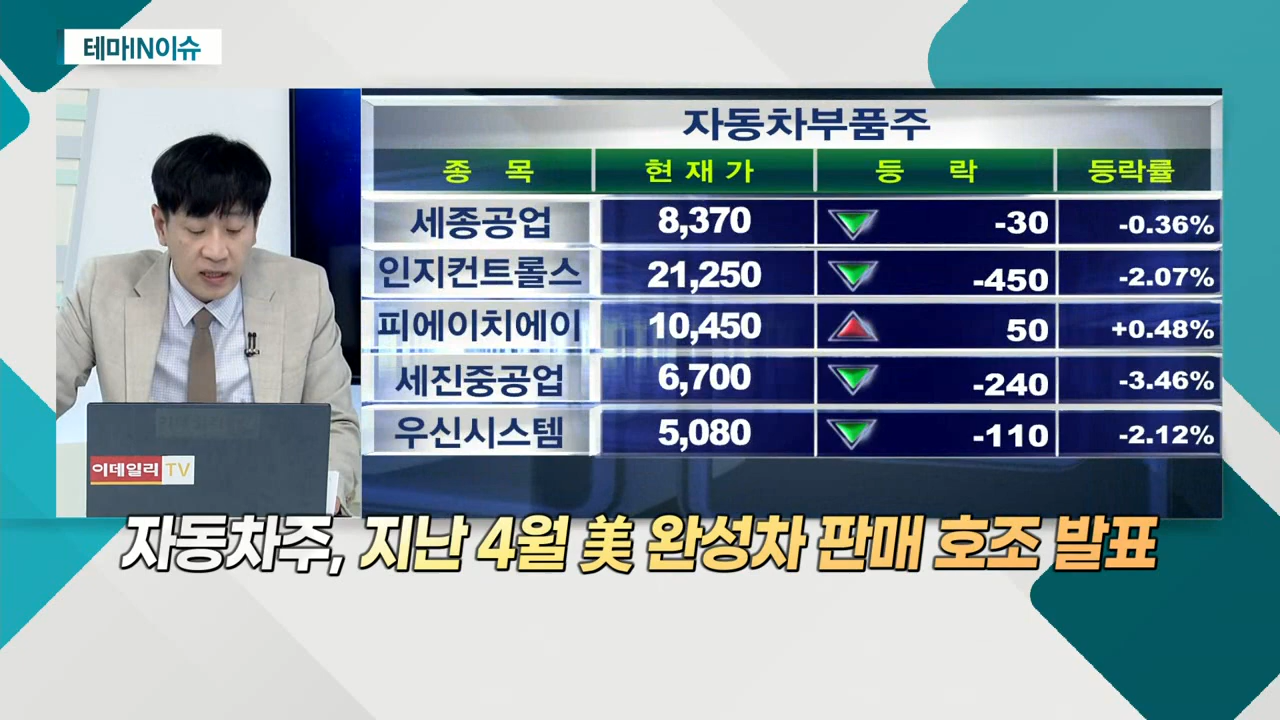 테마IN이슈
자동차부품주
종 목 현 재 가 등 락 등락률
세종공업 8,370 -30 -0.36%
인지컨트롤스 21,250 -450 -2.07%
피에이치에이 10,450 50 +0.48%
세진중공업 6,700 -240 -3.46%
우신시스템 5,080 -110 -2.12%
이데일리 TV
자동차주, 지난 4월 美 완성차 판매 호조 발표